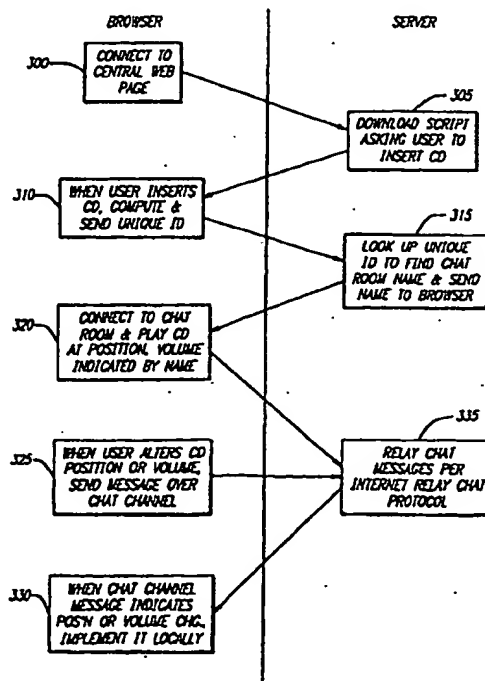 BROWSER
SERVER
300
CONNECT TO
CENTRAL WEB
PAGE
305
DOWNLOAD SCRIPT
ASKING USER TO
INSERT CD
310
WHEN USER INSERTS
CD, COMPUTE &
SEND UNIQUE ID
315
LOOK UP UNIQUE
ID TO FIND CHAT
ROOM NAME & SEND
NAME TO BROWSER
320
CONNECT TO CHAT
ROOM & PLAY CD
AT POSITION, VOLUME
INDICATED BY NAME
325
WHEN USER ALTERS CD
POSITION OR VOLUME,
SEND MESSAGE OVER
CHAT CHANNEL
335
RELAY CHAT
MESSAGES PER
INTERNET RELAY CHAT
PROTOCOL
330
WHEN CHAT CHANNEL
MESSAGE INDICATES
POS'N OR VOLUME CHG.,
IMPLEMENT IT LOCALLY